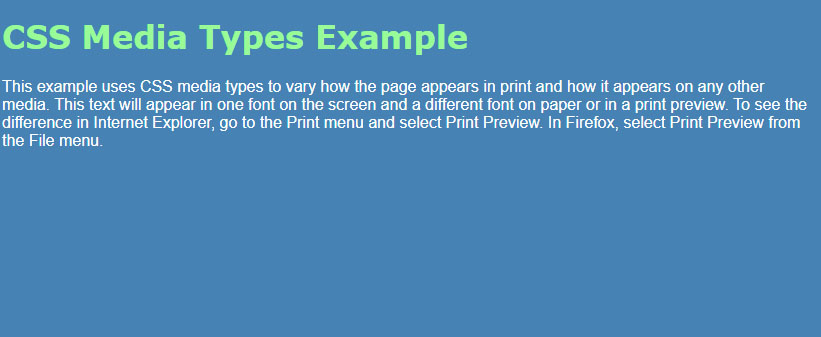 CSS Media Types Example
This example uses CSS media types to vary how the page appears in print and how it appears on any other
media. This text will appear in one font on the screen and a different font on paper or in a print preview. To see the
difference in Internet Explorer, go to the Print menu and select Print Preview. In Firefox, select Print Preview from
the File menu.